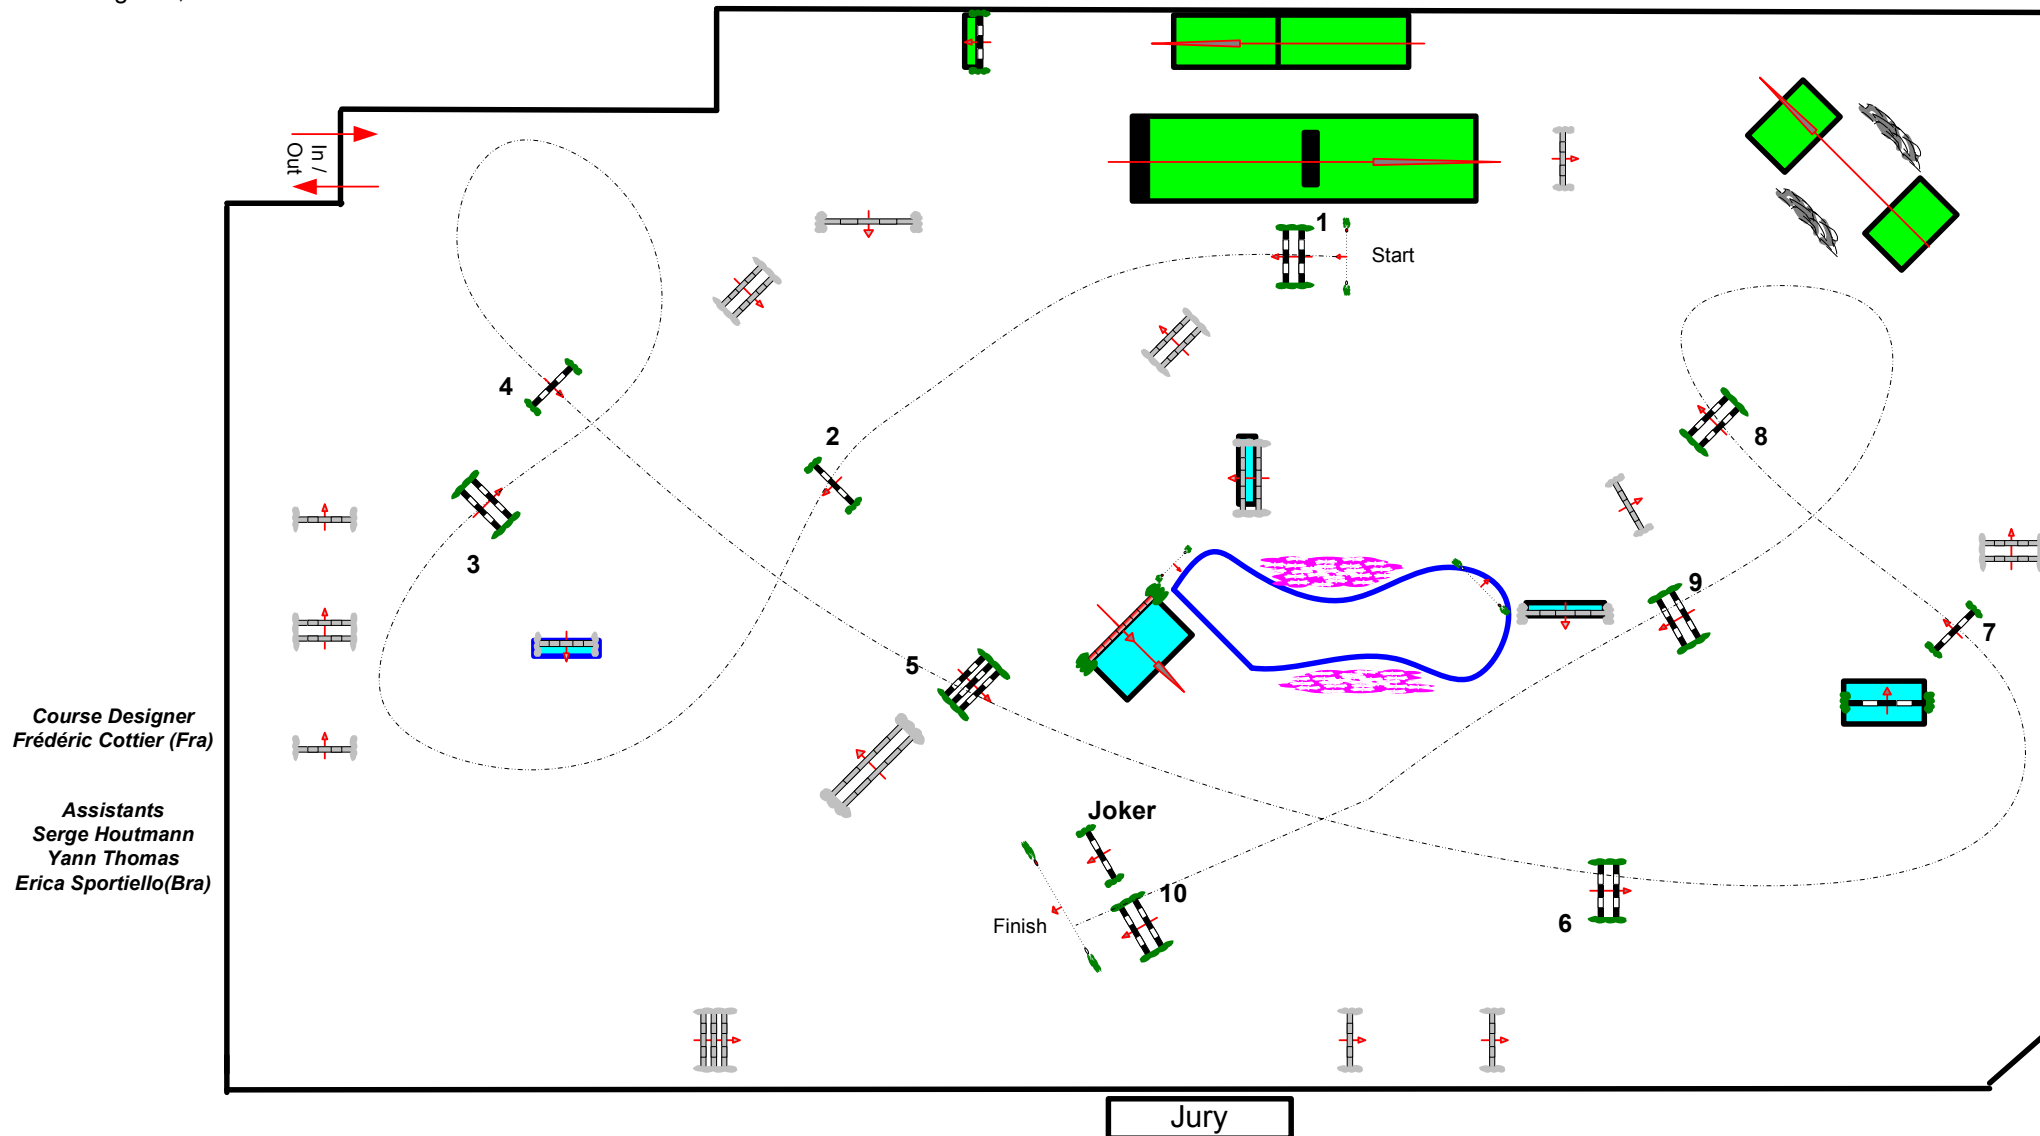 In /
Out
1
Start
2
4
3
8
9
7
5
Course Designer
Frédéric Cottier (Fra)
Assistants
Serge Houtmann
Yann Thomas
Erica Sportiello(Bra)
Joker
10
Finish
6
Jury